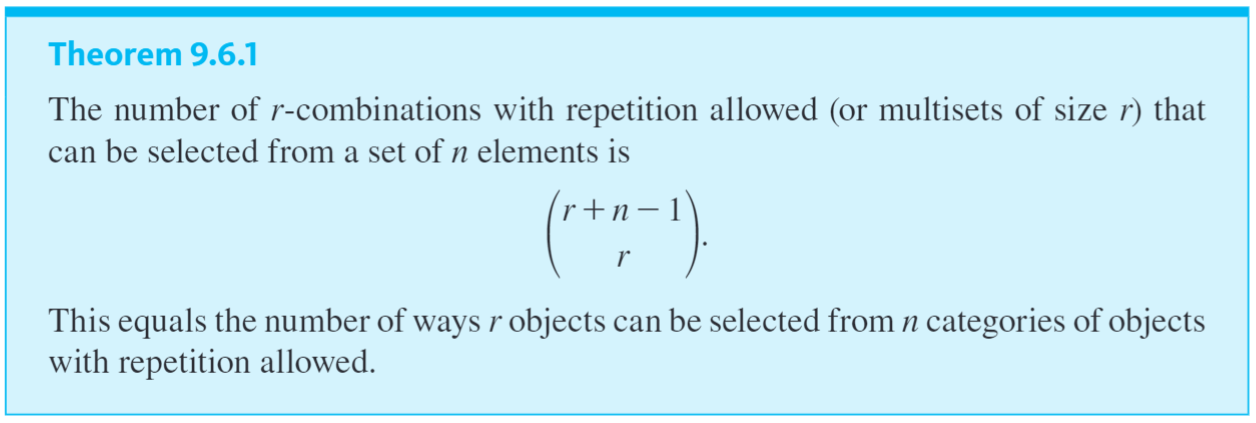 Theorem 9.6.1
The number of r-combinations with repetition allowed (or multisets of size r) that
can be selected from a set of n elements is
(r + n − 1
r).
This equals the number of ways r objects can be selected from n categories of objects
with repetition allowed.